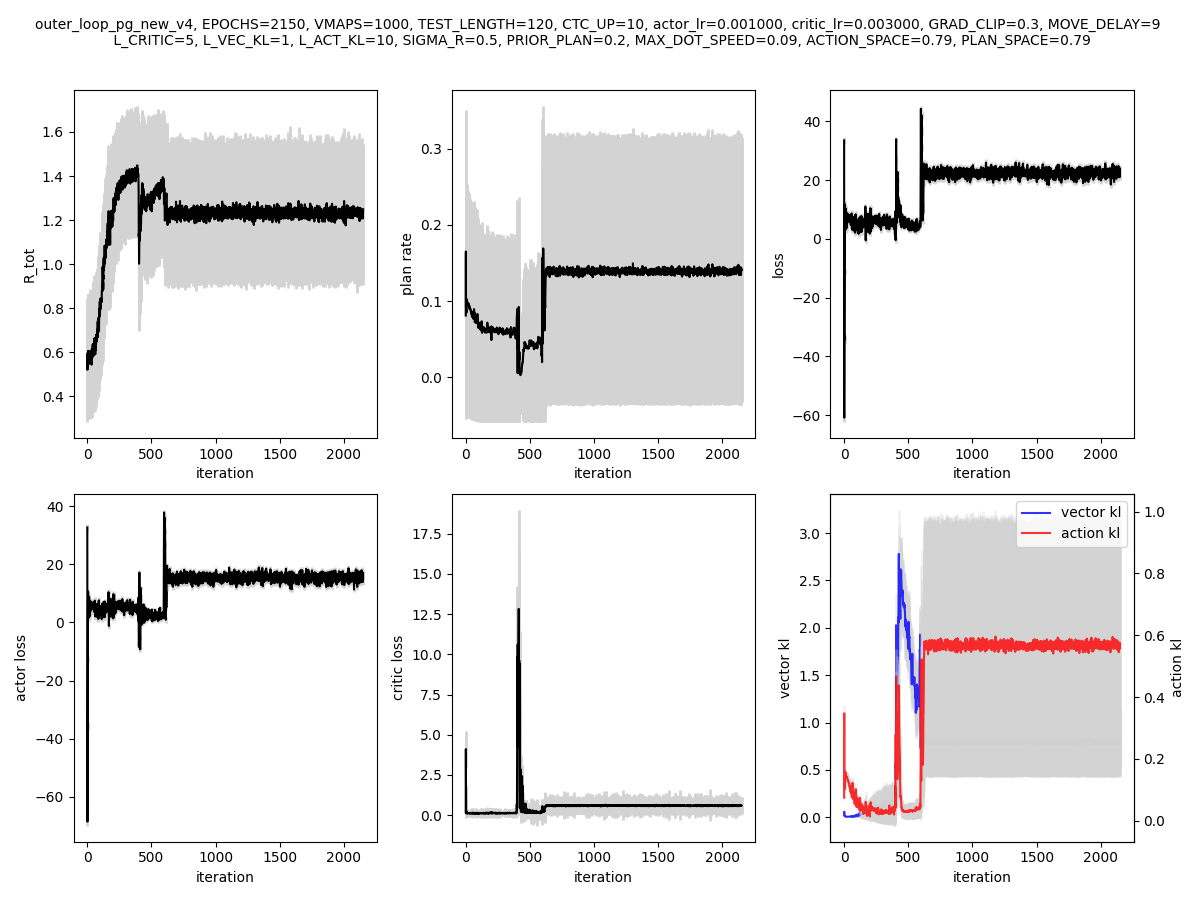 outer_loop_pg_new_v4, EPOCHS=2150, VMAPS=1000, TEST_LENGTH=120, CTC_UP=10, actor_lr=0.001000, critic_lr=0.003000, GRAD_CLIP=0.3, MOVE_DELAY=9
L_CRITIC=5, L_VEC_KL=1, L_ACT_KL=10, SIGMA_R=0.5, PRIOR_PLAN=0.2, MAX_DOT_SPEED=0.09, ACTION_SPACE=0.79, PLAN_SPACE=0.79
R_tot
1.6
1.4
1.2
1.0
0.8
0.6
0.4
0 500 1000 1500 2000
iteration
plan rate
0.3
0.2
0.1
0.0
0 500 1000 1500 2000
iteration
loss
40
20
0
−20
−40
−60
0 500 1000 1500 2000
iteration
actor loss
40
20
0
−20
−40
−60
0 500 1000 1500 2000
iteration
critic loss
17.5
15.0
12.5
10.0
7.5
5.0
2.5
0.0
0 500 1000 1500 2000
iteration
vector kl
3.0
2.5
2.0
1.5
1.0
0.5
0.0
vector kl
action kl
1.0
0.8
0.6
0.4
0.2
0.0
action kl
0 500 1000 1500 2000
iteration